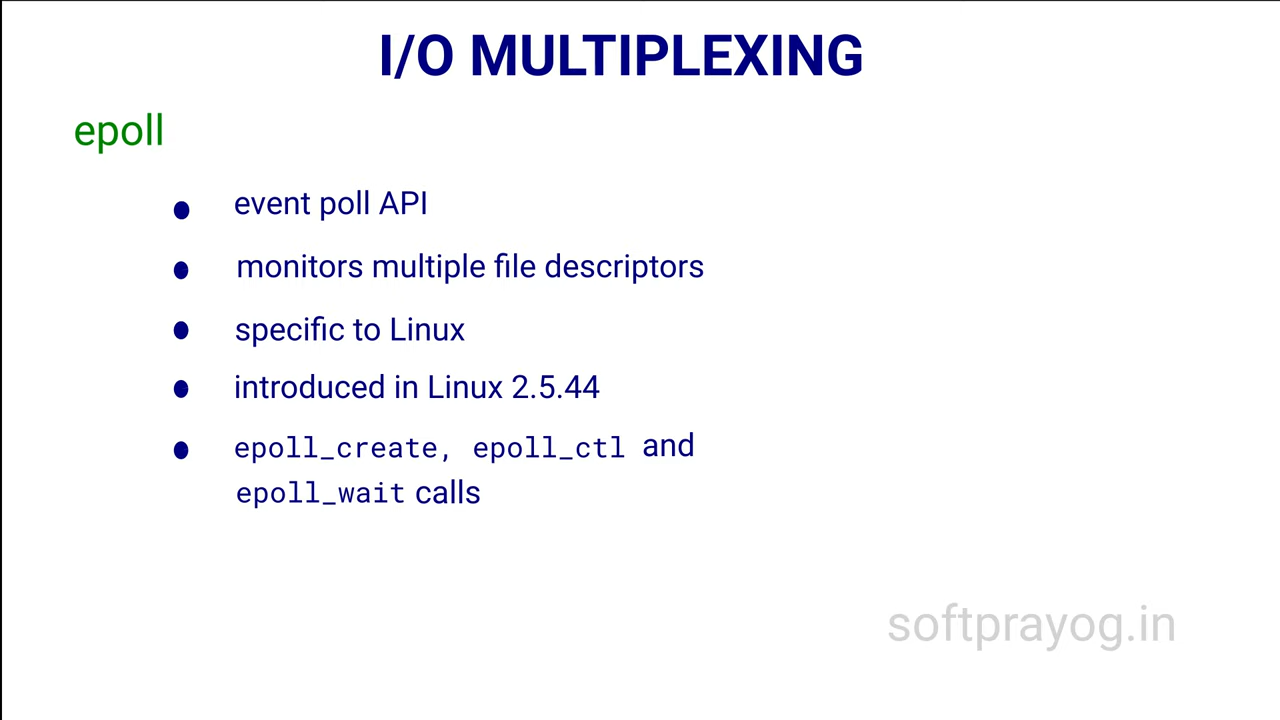 I/O MULTIPLEXING
epoll
● event poll API
● monitors multiple file descriptors
● specific to Linux
● introduced in Linux 2.5.44
● epoll_create, epoll_ctl and
epoll_wait calls
softprayog.in